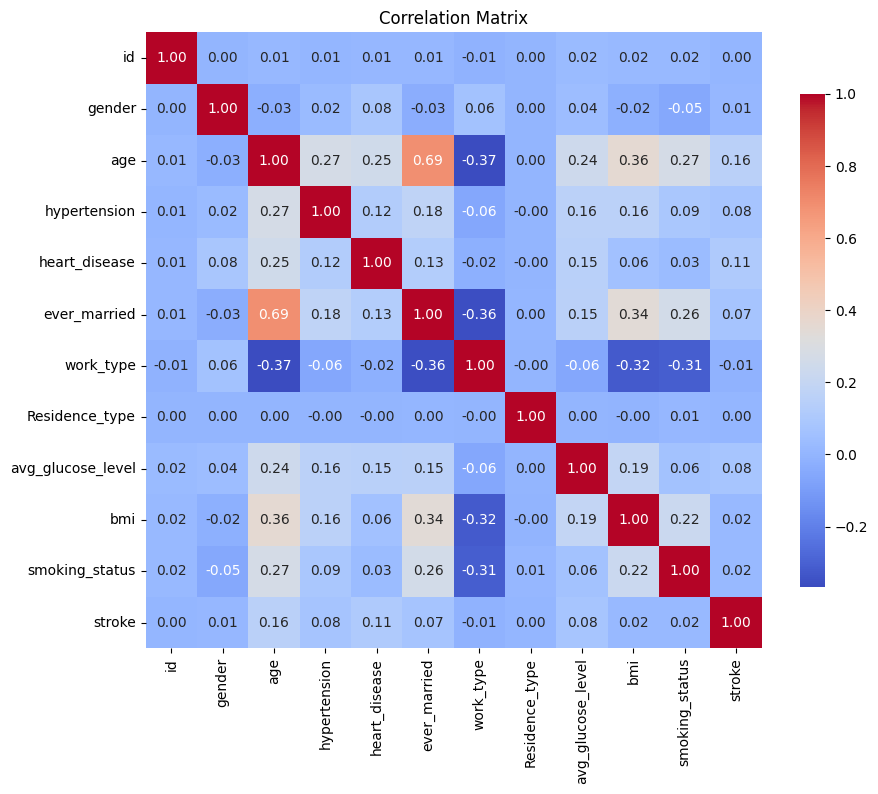 Correlation Matrix
id 1.00 0.00 0.01 0.01 0.01 0.01 -0.01 0.00 0.02 0.02 0.02 0.00
gender 0.00 1.00 -0.03 0.02 0.08 -0.03 0.06 0.00 0.04 -0.02 -0.05 0.01
age 0.01 -0.03 1.00 0.27 0.25 0.69 -0.37 0.00 0.24 0.36 0.27 0.16
hypertension 0.01 0.02 0.27 1.00 0.12 0.18 -0.06 -0.00 0.16 0.16 0.09 0.08
heart_disease 0.01 0.08 0.25 0.12 1.00 0.13 -0.02 -0.00 0.15 0.06 0.03 0.11
ever_married 0.01 -0.03 0.69 0.18 0.13 1.00 -0.36 0.00 0.15 0.34 0.26 0.07
work_type -0.01 0.06 -0.37 -0.06 -0.02 -0.36 1.00 -0.00 -0.06 -0.32 -0.31 -0.01
Residence_type 0.00 0.00 0.00 -0.00 -0.00 0.00 -0.00 1.00 0.00 -0.00 0.01 0.00
avg_glucose_level 0.02 0.04 0.24 0.16 0.15 0.15 -0.06 0.00 1.00 0.19 0.06 0.08
bmi 0.02 -0.02 0.36 0.16 0.06 0.34 -0.32 -0.00 0.19 1.00 0.22 0.02
smoking_status 0.02 -0.05 0.27 0.09 0.03 0.26 -0.31 0.01 0.06 0.22 1.00 0.02
stroke 0.00 0.01 0.16 0.08 0.11 0.07 -0.01 0.00 0.08 0.02 0.02 1.00
id gender age hypertension heart_disease ever_married work_type Residence_type avg_glucose_level bmi smoking_status stroke
1.0
0.8
0.6
0.4
0.2
0.0
−0.2